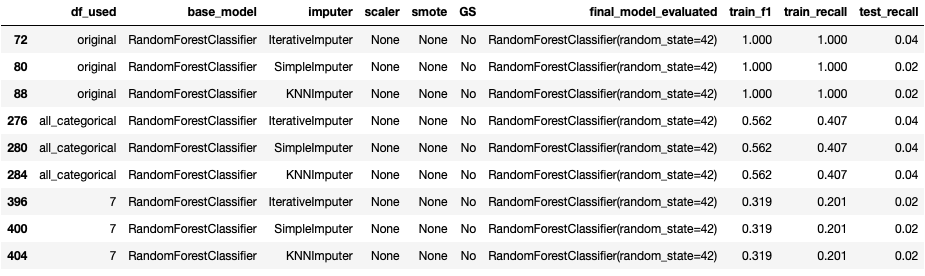 df_used base_model imputer scaler smote GS final_model_evaluated train_f1 train_recall test_recall
72 original RandomForestClassifier IterativeImputer None None No RandomForestClassifier(random_state=42) 1.000 1.000 0.04
80 original RandomForestClassifier SimpleImputer None None No RandomForestClassifier(random_state=42) 1.000 1.000 0.02
88 original RandomForestClassifier KNNImputer None None No RandomForestClassifier(random_state=42) 1.000 1.000 0.02
276 all_categorical RandomForestClassifier IterativeImputer None None No RandomForestClassifier(random_state=42) 0.562 0.407 0.04
280 all_categorical RandomForestClassifier SimpleImputer None None No RandomForestClassifier(random_state=42) 0.562 0.407 0.04
284 all_categorical RandomForestClassifier KNNImputer None None No RandomForestClassifier(random_state=42) 0.562 0.407 0.04
396 7 RandomForestClassifier IterativeImputer None None No RandomForestClassifier(random_state=42) 0.319 0.201 0.02
400 7 RandomForestClassifier SimpleImputer None None No RandomForestClassifier(random_state=42) 0.319 0.201 0.02
404 7 RandomForestClassifier KNNImputer None None No RandomForestClassifier(random_state=42) 0.319 0.201 0.02